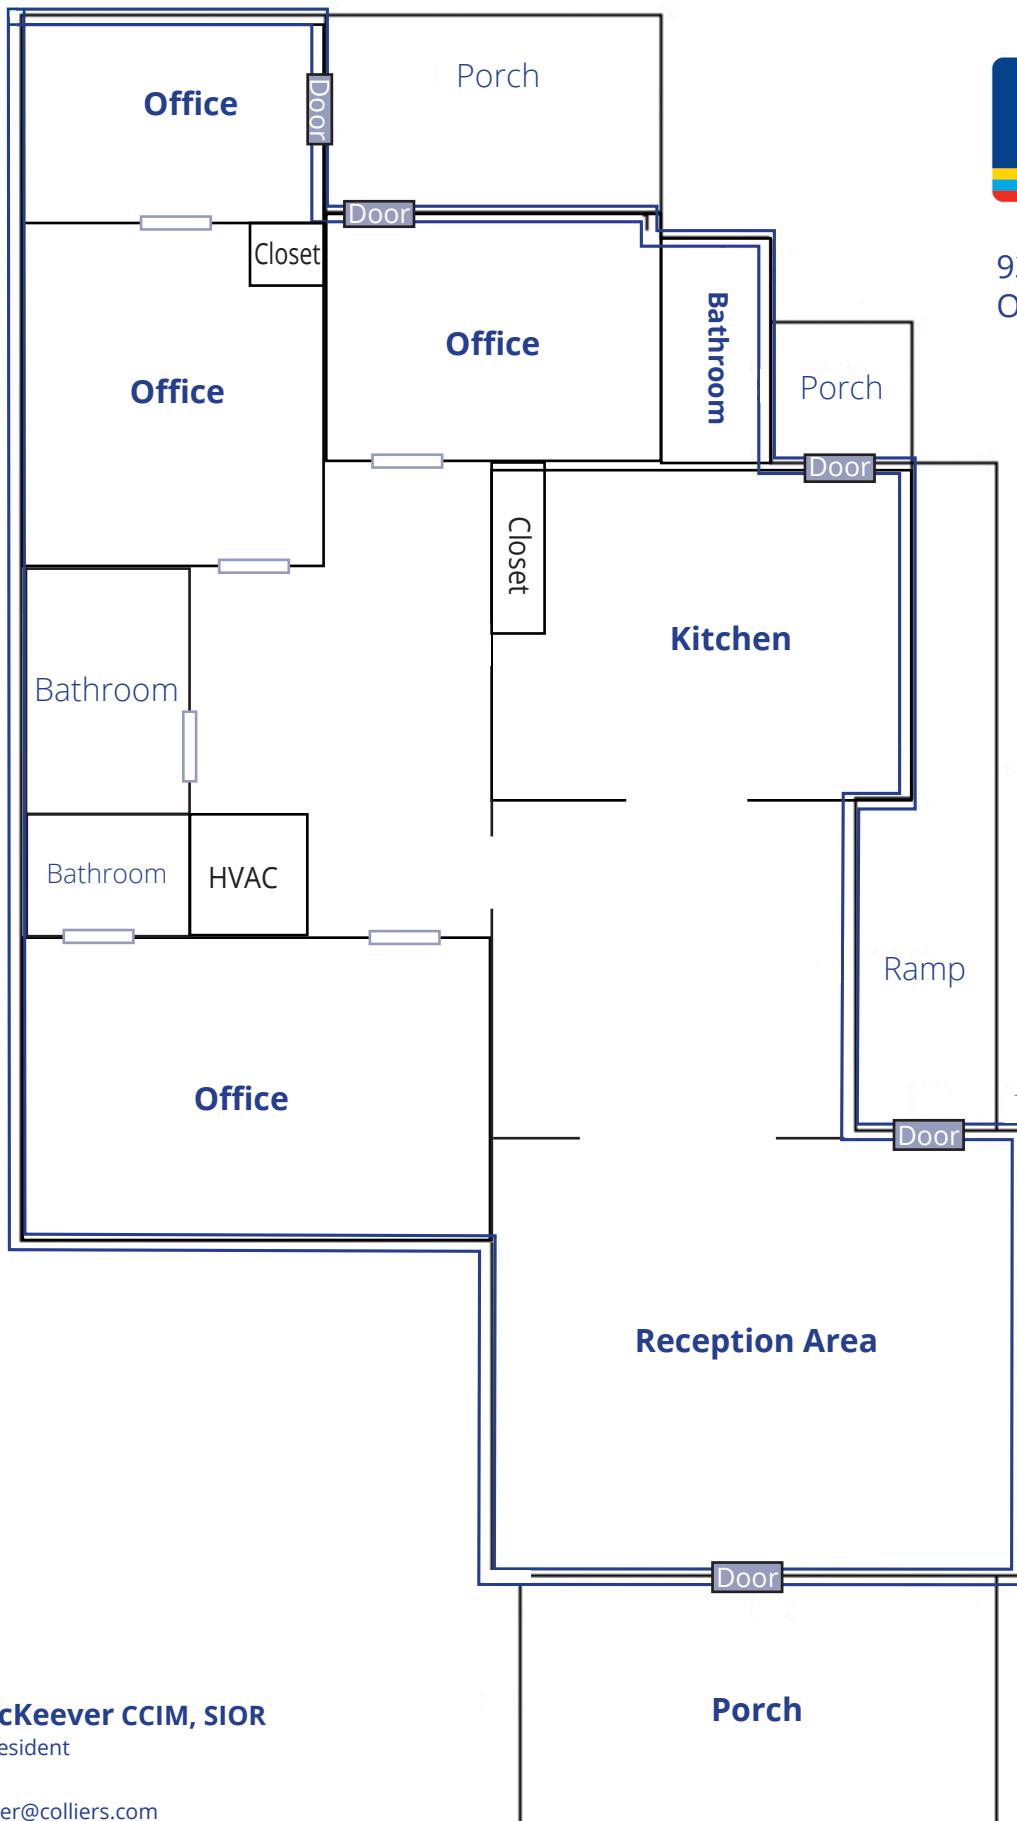 Porch
Office
Door
Door
Closet
Office
Bathroom
Office
Porch
Door
Closet
Kitchen
Bathroom
Bathroom
HVAC
Ramp
Office
Door
Reception Area
Door
Porch
cKeever CCIM, SIOR
esident
er@colliers.com